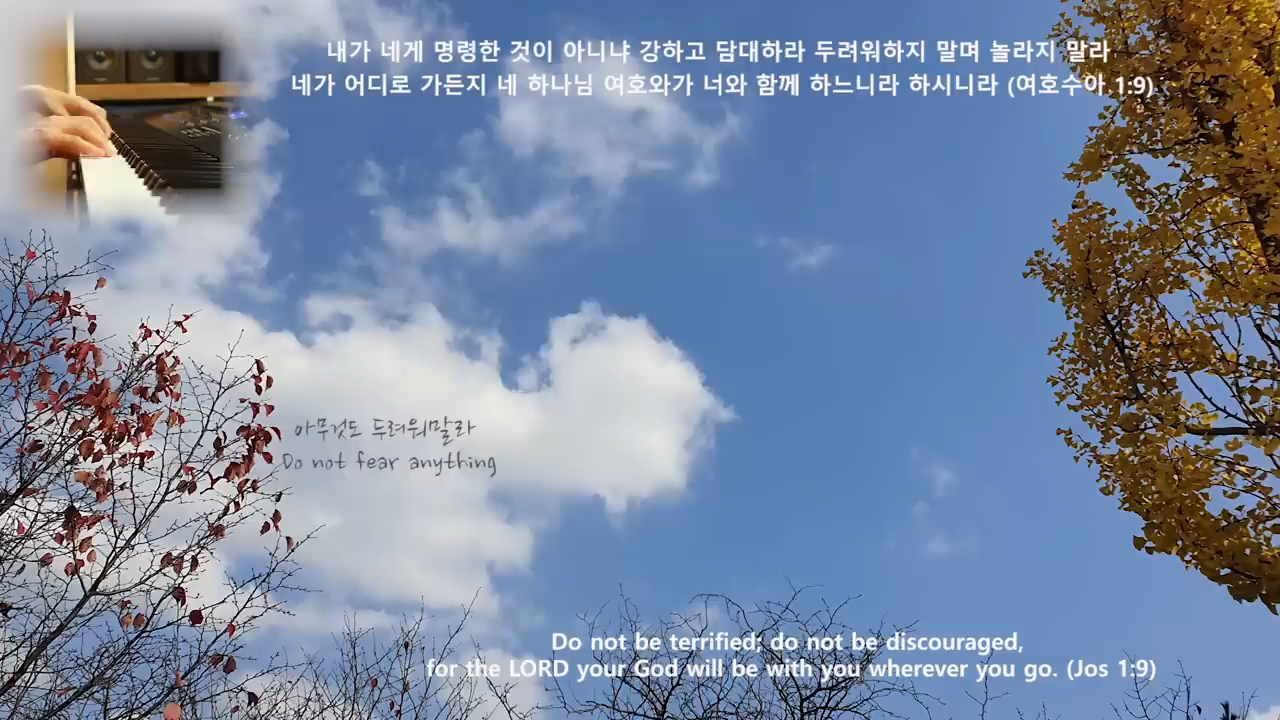 내가 네게 명령한 것이 아니냐 강하고 담대하라 두려워하지 말며 놀라지 말라
네가 어디로 가든지 네 하나님 여호와가 너와 함께 하느니라 하시니라 (여호수아 1:9)
아무것도 두려워말라
Do not fear anything
Do not be terrified; do not be discouraged,
for the LORD your God will be with you wherever you go. (Jos 1:9)